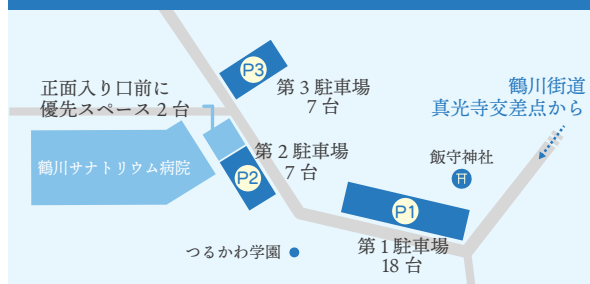 正面入り口前に
優先スペース2台
P3
第3駐車場
7台
鶴川街道
真光寺交差点から
鶴川サナトリウム病院
第2駐車場
7台
P2
飯守神社
P1
第1駐車場
18台
つるかわ学園